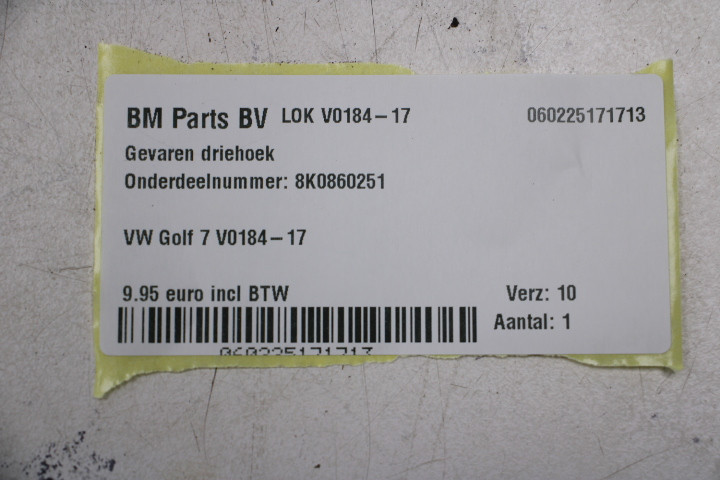 BM Parts BV LOK V0184-17 060225171713
Gevaren driehoek
Onderdeelnummer: 8K0860251
VW Golf 7 V0184-17
9.95 euro incl BTW Verz: 10
Aantal: 1
060225171713